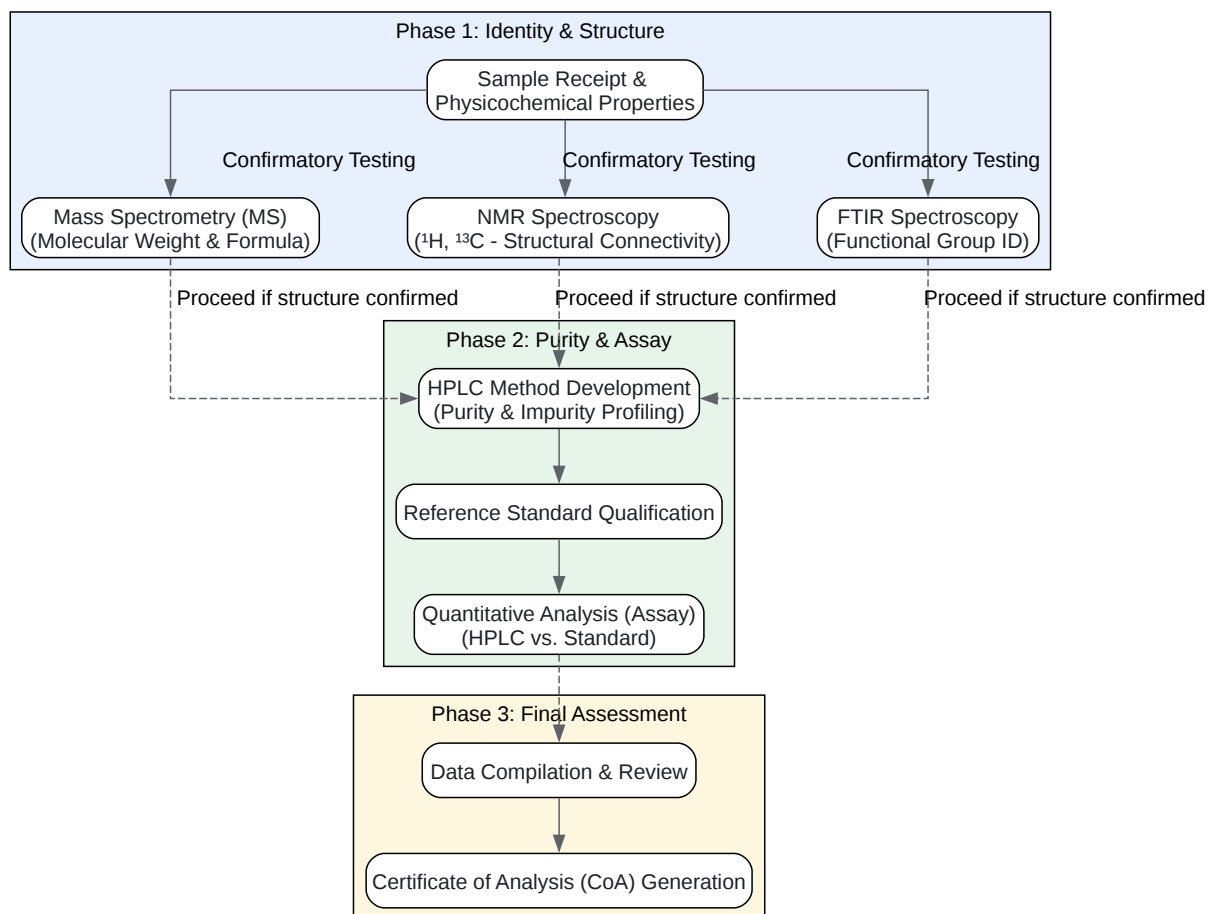 Phase 1: Identity & Structure
Sample Receipt &
Physicochemical Properties
Confirmatory Testing
Confirmatory Testing
Confirmatory Testing
Mass Spectrometry (MS)
(Molecular Weight & Formula)
NMR Spectroscopy
(¹H, ¹³C - Structural Connectivity)
FTIR Spectroscopy
(Functional Group ID)
Proceed if structure confirmed
Proceed if structure confirmed
Proceed if structure confirmed
Phase 2: Purity & Assay
HPLC Method Development
(Purity & Impurity Profiling)
Reference Standard Qualification
Quantitative Analysis (Assay)
(HPLC vs. Standard)
Phase 3: Final Assessment
Data Compilation & Review
Certificate of Analysis (CoA) Generation